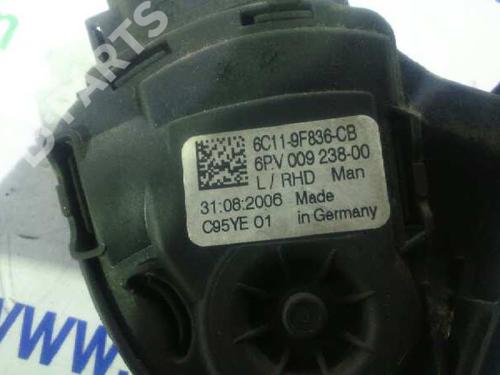 6C11-9F836-CB
6PV 009 238-00
L / RHD Man
31:08:2006 Made
C95YE 01 in Germany
B-PARTS
www.